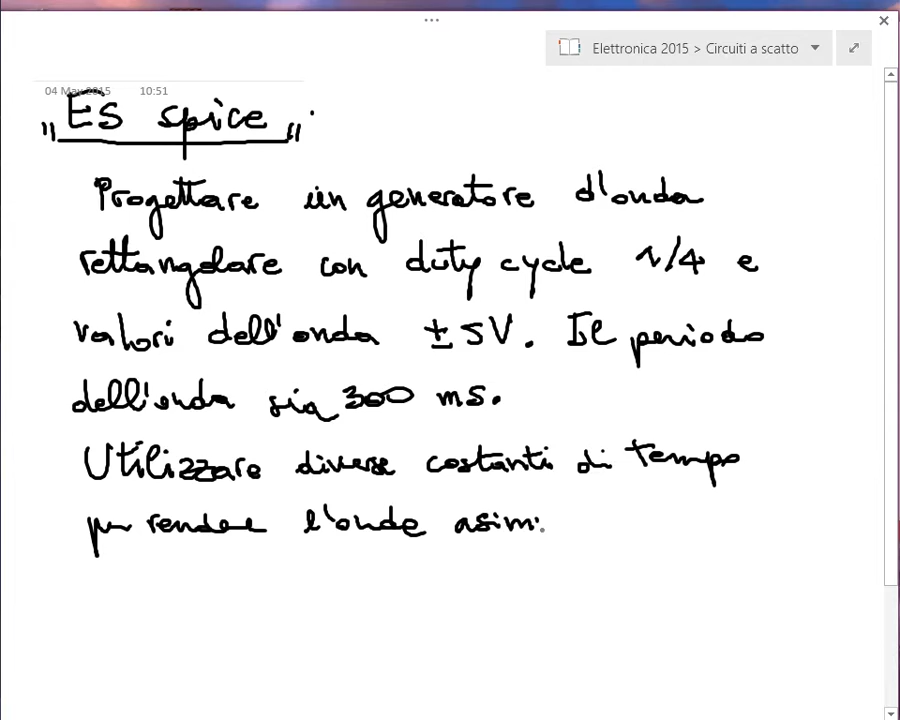 Elettronica 2015 > Circuiti a scatto
04 May 2015 10:51
"ES spice"
Progettare un generatore d'onda
rettangolare con duty cycle 1/4 e
valori dell'onda ±5V. Il periodo
dell'onda sia 300 ms.
Utilizzare diverse costanti di tempo
per rendere l'onda asim